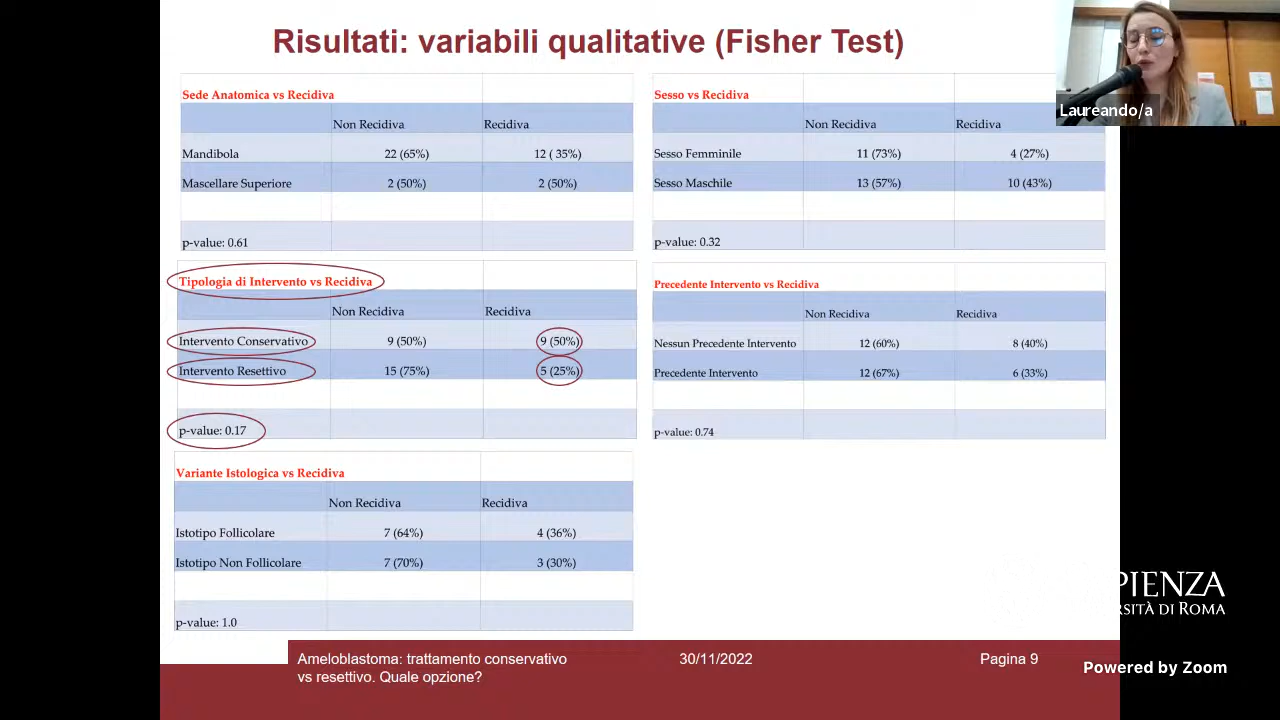 Risultati: variabili qualitative (Fisher Test)
Laureando/a
Sede Anatomica vs Recidiva
Non Recidiva Recidiva
Mandibola 22 (65%) 12 ( 35%)
Mascellare Superiore 2 (50%) 2 (50%)
p-value: 0.61
Sesso vs Recidiva
Non Recidiva Recidiva
Sesso Femminile 11 (73%) 4 (27%)
Sesso Maschile 13 (57%) 10 (43%)
p-value: 0.32
Tipologia di Intervento vs Recidiva
Non Recidiva Recidiva
Intervento Conservativo 9 (50%) 9 (50%)
Intervento Resettivo 15 (75%) 5 (25%)
p-value: 0.17
Precedente Intervento vs Recidiva
Non Recidiva Recidiva
Nessun Precedente Intervento 12 (60%) 8 (40%)
Precedente Intervento 12 (67%) 6 (33%)
p-value: 0.74
Variante Istologica vs Recidiva
Non Recidiva Recidiva
Istotipo Follicolare 7 (64%) 4 (36%)
Istotipo Non Follicolare 7 (70%) 3 (30%)
p-value: 1.0
PIENZA
RSITÀ DI ROMA
Ameloblastoma: trattamento conservativo
vs resettivo. Quale opzione?
30/11/2022
Pagina 9
Powered by Zoom